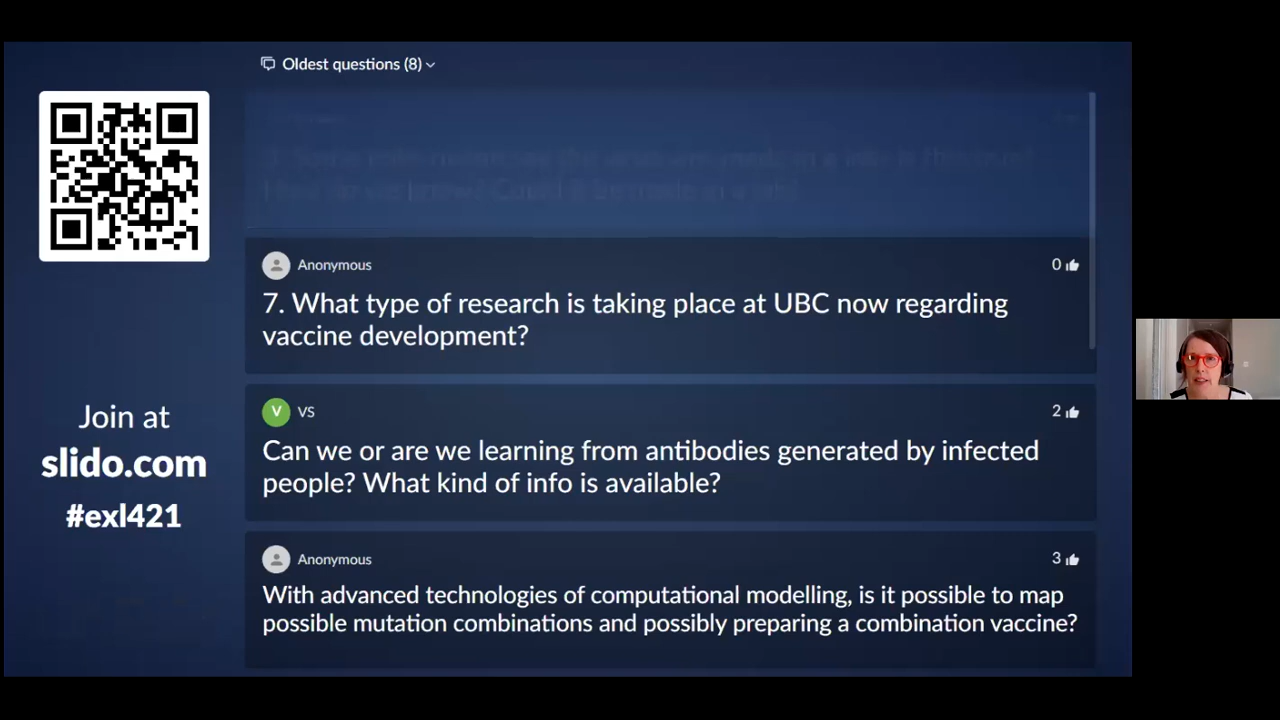 Oldest questions (8)
Anonymous
0
7. What type of research is taking place at UBC now regarding
vaccine development?
V VS
2
Can we or are we learning from antibodies generated by infected
people? What kind of info is available?
Anonymous
3
With advanced technologies of computational modelling, is it possible to map
possible mutation combinations and possibly preparing a combination vaccine?
Join at
slido.com
#exl421